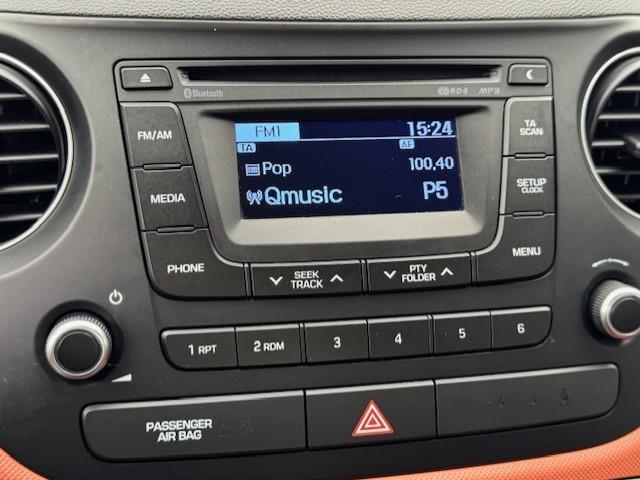 Bluetooth RDS MP3
FM/AM
FM1 15:24
TA AF
Pop 100,40
Qmusic P5
TA
SCAN
MEDIA
SETUP
CLOCK
PHONE
SEEK
TRACK
PTY
FOLDER
MENU
1 RPT 2 RDM 3 4 5 6
PASSENGER
AIR BAG